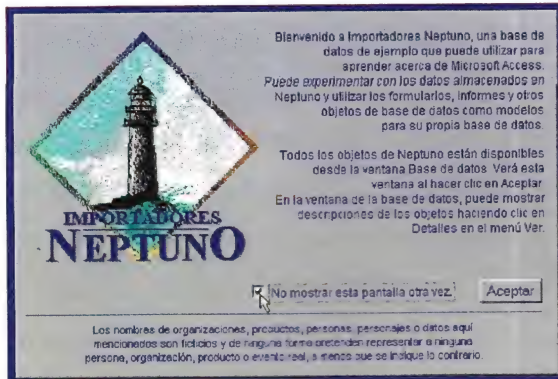 Bienvenido a Importadores Neptuno, una base de
datos de ejemplo que puede utilizar para
aprender acerca de Microsoft Access.
Puede experimentar con los datos almacenados en
Neptuno y utilizar los formularios, informes y otros
objetos de base de datos como modelos
para su propia base de datos.
Todos los objetos de Neptuno están disponibles
desde la ventana Base de datos. Verá esta
ventana al hacer clic en Aceptar.
En la ventana de la base de datos, puede mostrar
descripciones de los objetos haciendo clic en
Detalles en el menú Ver.
IMPORTADORES
NEPTUNO
No mostrar esta pantalla otra vez.
Aceptar
Los nombres de organizaciones, productos, personas, personajes o datos aquí
mencionados son ficticios y de ninguna forma pretenden representar a ninguna
persona, organización, producto o evento real, a menos que se indique lo contrario.